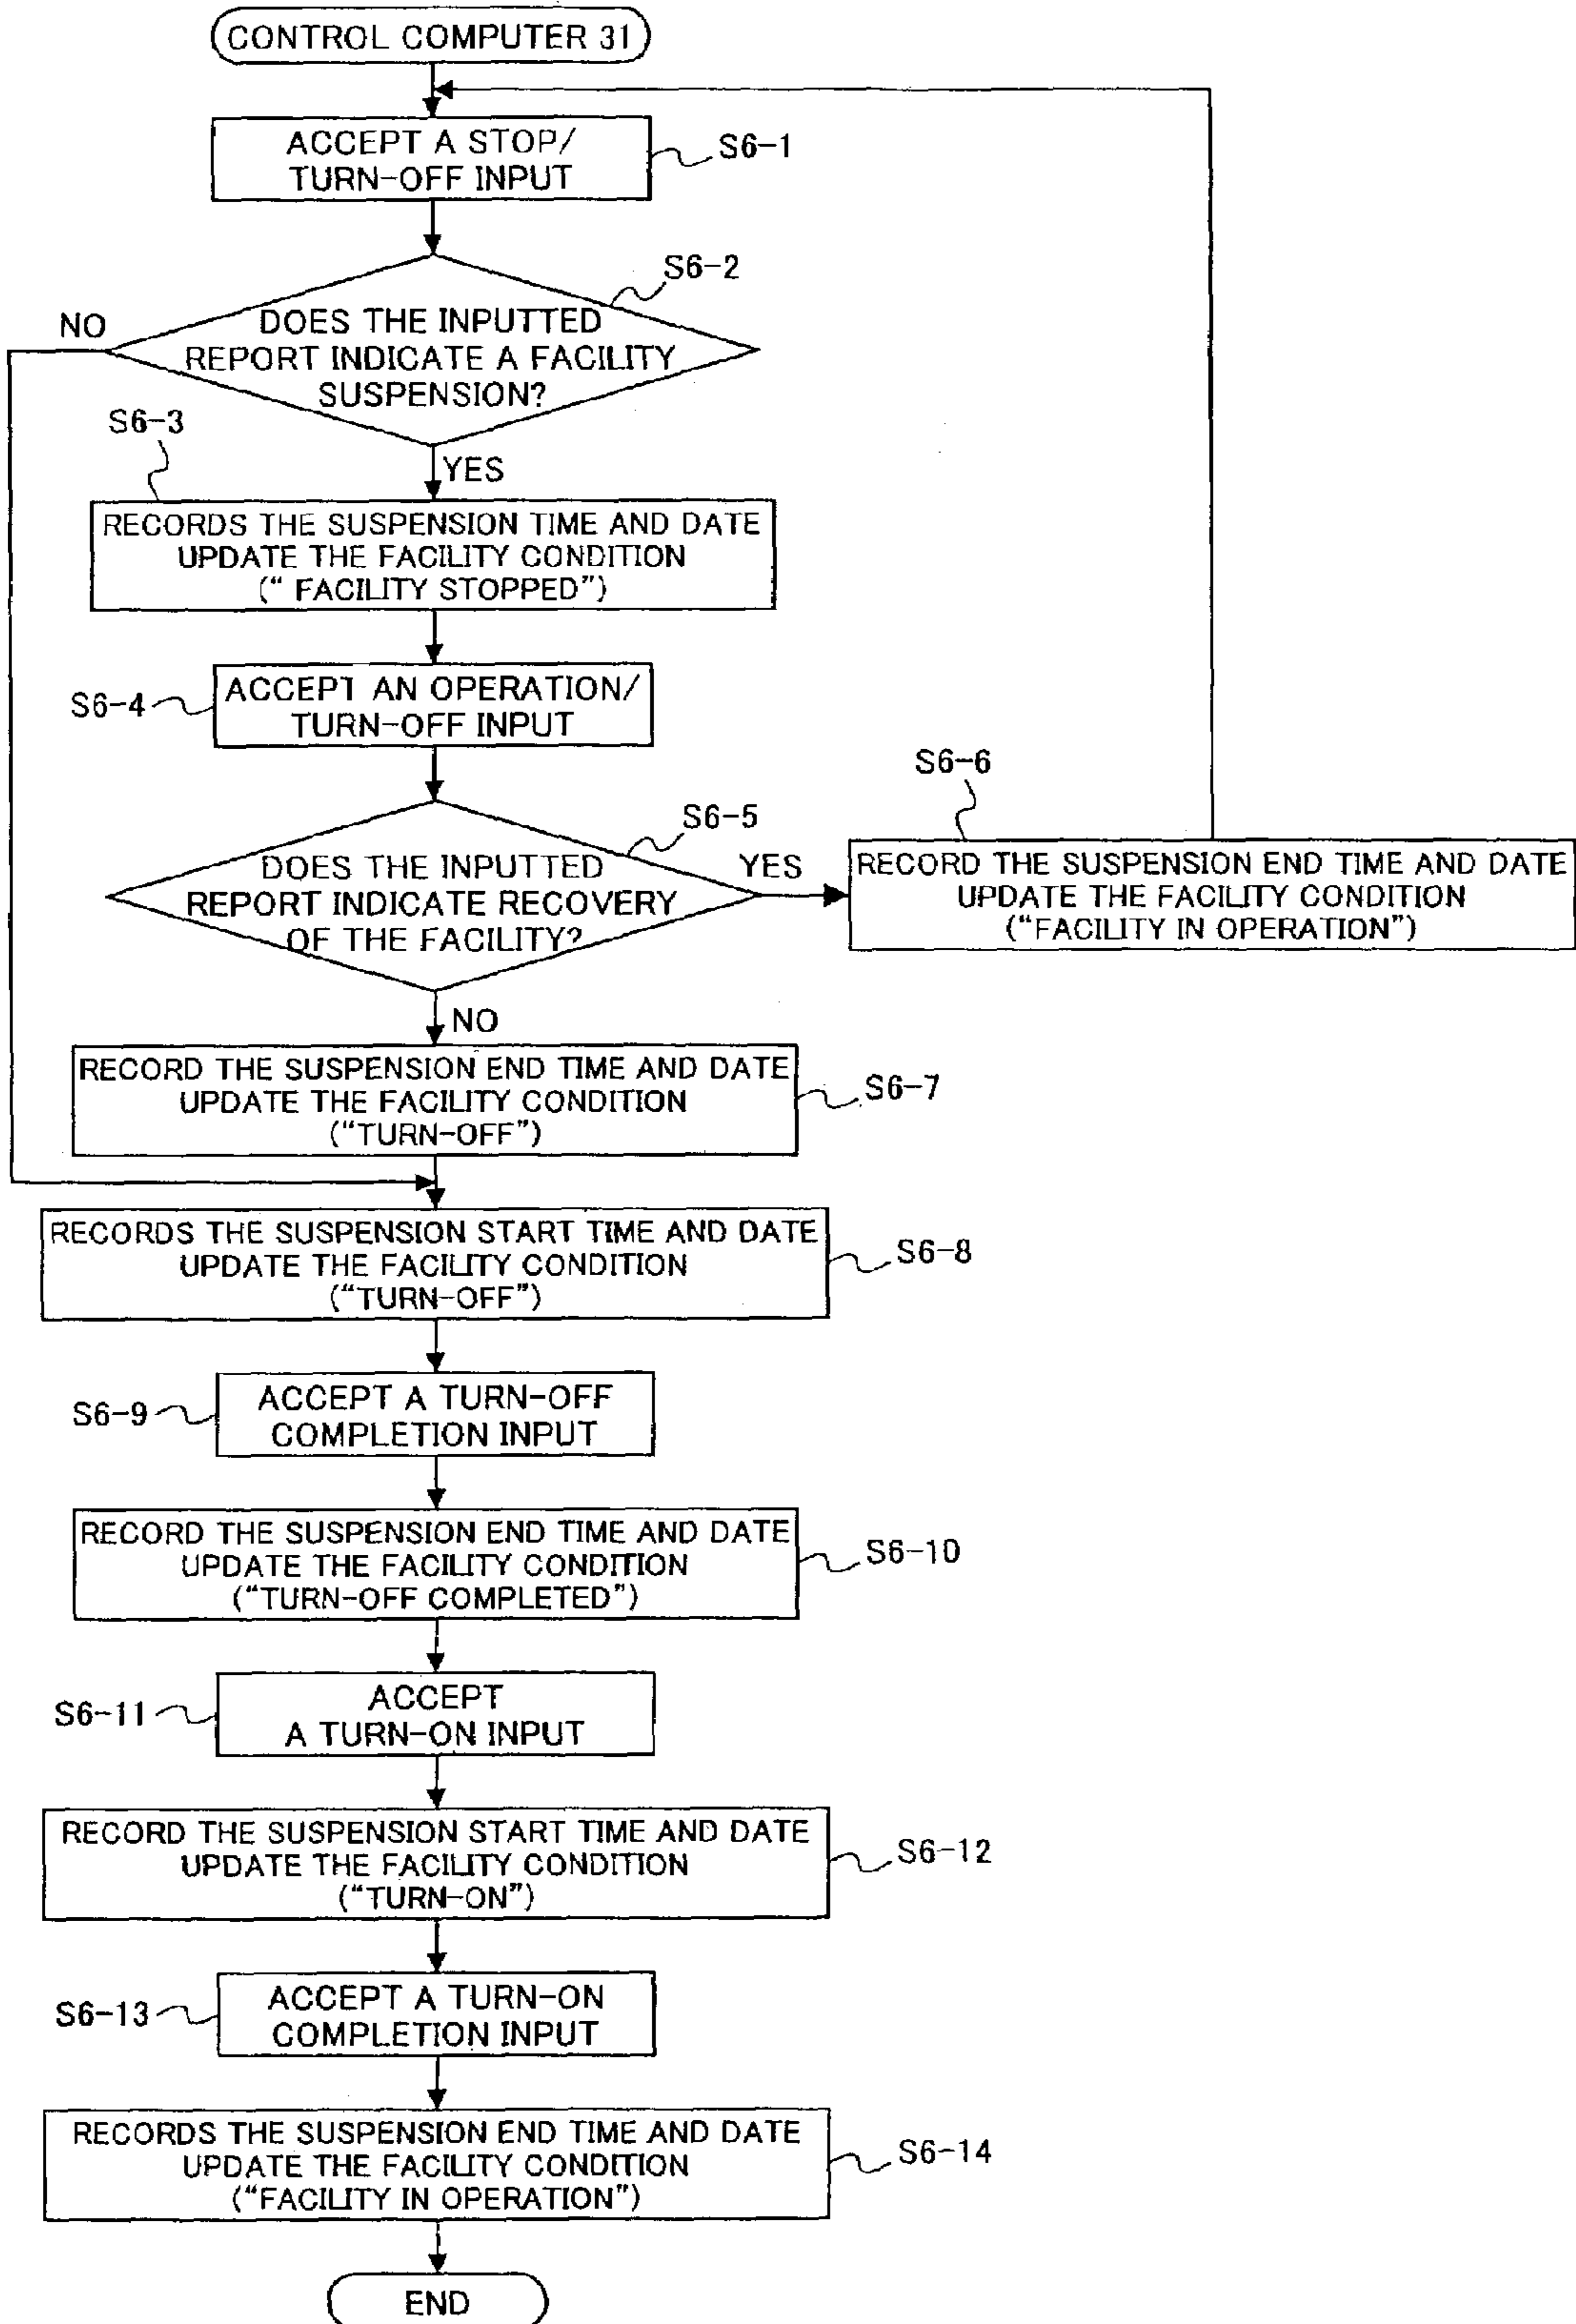 CONTROL COMPUTER 31
ACCEPT A STOP/
TURN-OFF INPUT
S6-1
S6-2
NO
DOES THE INPUTTED
REPORT INDICATE A FACILITY
SUSPENSION?
S6-3
YES
RECORDS THE SUSPENSION TIME AND DATE
UPDATE THE FACILITY CONDITION
(“ FACILITY STOPPED”)
S6-4
ACCEPT AN OPERATION/
TURN-OFF INPUT
S6-5
DOES THE INPUTTED
REPORT INDICATE RECOVERY
OF THE FACILITY?
YES
S6-6
RECORD THE SUSPENSION END TIME AND DATE
UPDATE THE FACILITY CONDITION
(“FACILITY IN OPERATION”)
NO
RECORD THE SUSPENSION END TIME AND DATE
UPDATE THE FACILITY CONDITION
(“TURN-OFF”)
S6-7
RECORDS THE SUSPENSION START TIME AND DATE
UPDATE THE FACILITY CONDITION
(“TURN-OFF”)
S6-8
S6-9
ACCEPT A TURN-OFF
COMPLETION INPUT
RECORD THE SUSPENSION END TIME AND DATE
UPDATE THE FACILITY CONDITION
(“TURN-OFF COMPLETED”)
S6-10
S6-11
ACCEPT
A TURN-ON INPUT
RECORD THE SUSPENSION START TIME AND DATE
UPDATE THE FACILITY CONDITION
(“TURN-ON”)
S6-12
S6-13
ACCEPT A TURN-ON
COMPLETION INPUT
RECORDS THE SUSPENSION END TIME AND DATE
UPDATE THE FACILITY CONDITION
(“FACILITY IN OPERATION”)
S6-14
END